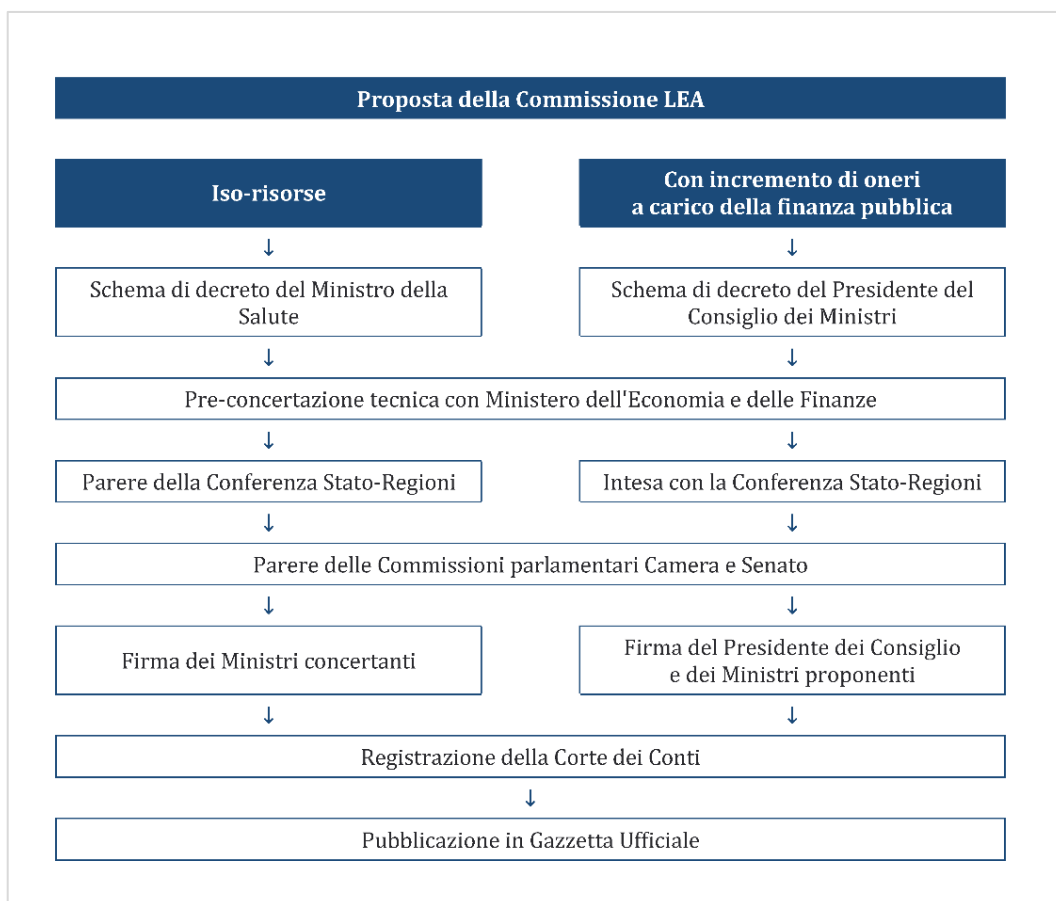 Proposta della Commissione LEA
Iso-risorse
Con incremento di oneri
a carico della finanza pubblica
↓
↓
Schema di decreto del Ministro della
Salute
Schema di decreto del Presidente del
Consiglio dei Ministri
↓
↓
Pre-concertazione tecnica con Ministero dell'Economia e delle Finanze
↓
↓
Parere della Conferenza Stato-Regioni
Intesa con la Conferenza Stato-Regioni
↓
↓
Parere delle Commissioni parlamentari Camera e Senato
↓
↓
Firma dei Ministri concertanti
Firma del Presidente dei Consiglio
e dei Ministri proponenti
↓
↓
Registrazione della Corte dei Conti
↓
Pubblicazione in Gazzetta Ufficiale